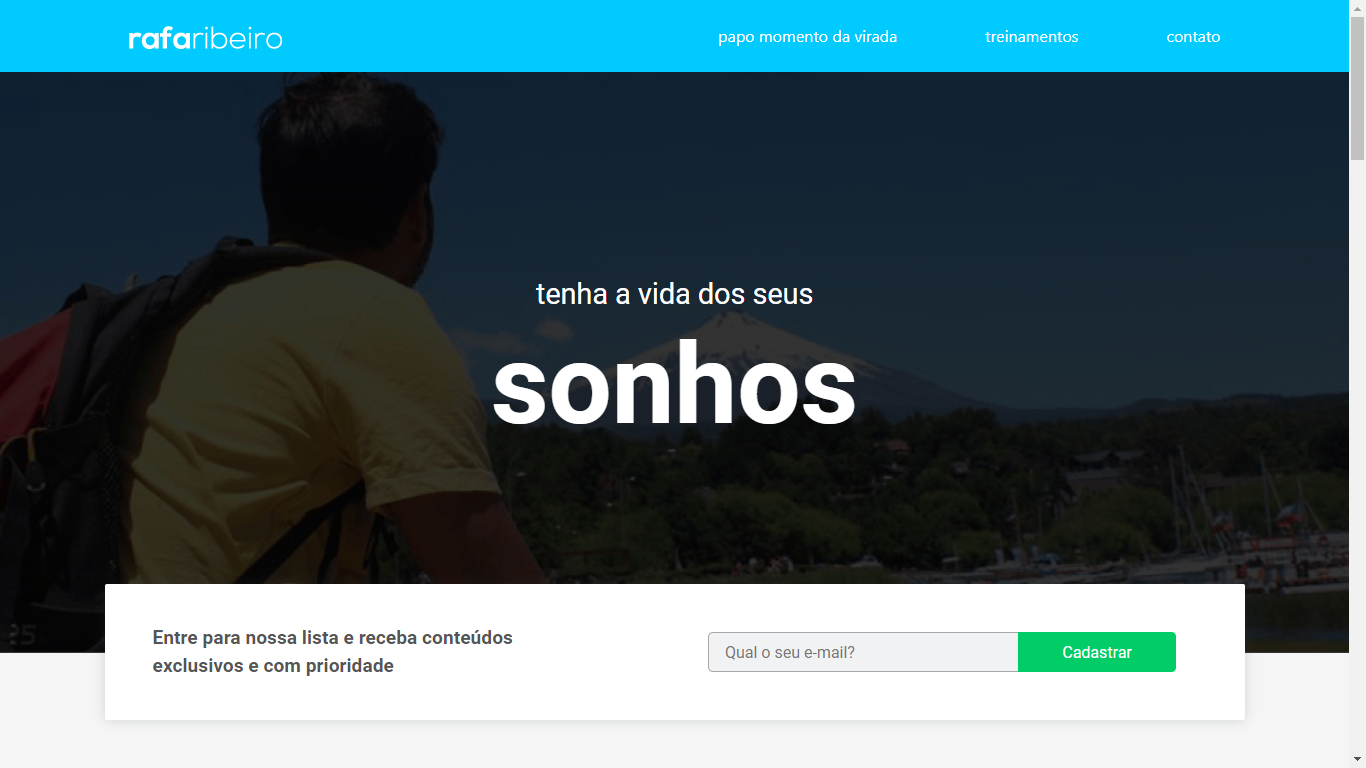 rafaribeiro
papo momento da virada
treinamentos
contato
tenha a vida dos seus
sonhos
Entre para nossa lista e receba conteúdos
exclusivos e com prioridade
Qual o seu e-mail?
Cadastrar